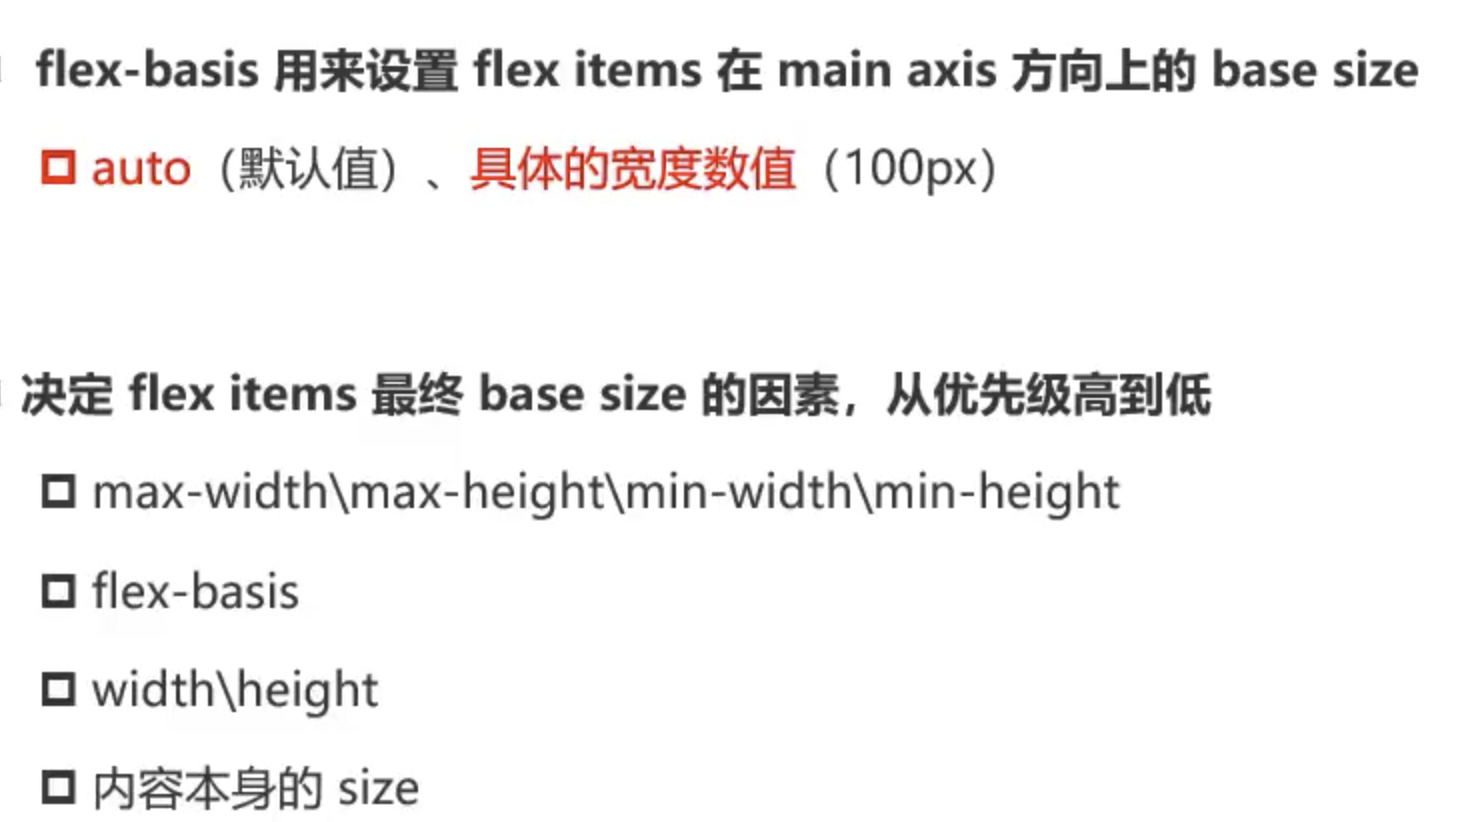 flex-basis 用来设置 flex items 在 main axis 方向上的 base size
auto（默认值）、具体的宽度数值（100px）
决定 flex items 最终 base size 的因素，从优先级高到低
max-width\max-height\min-width\min-height
flex-basis
width\height
内容本身的 size